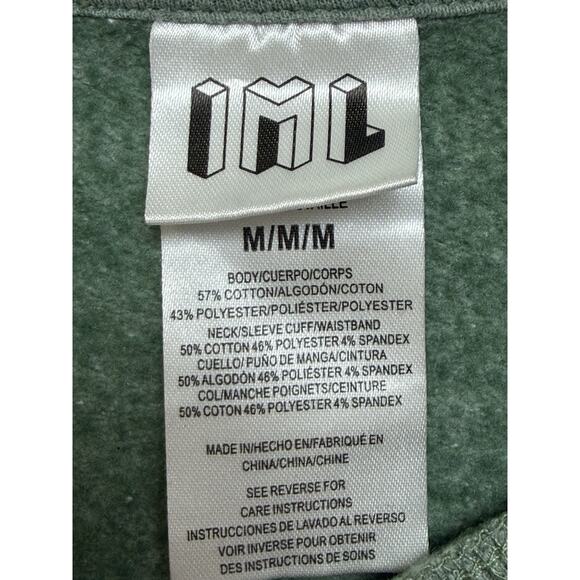 IML
M/M/M
BODY/CUERPO/CORPS
57% COTTON/ALGODÓN/COTON
43% POLYESTER/POLIÉSTER/POLYESTER
NECK/SLEEVE CUFF/WAISTBAND
50% COTTON 46% POLYESTER 4% SPANDEX
CUELLO/ PUÑO DE MANGA/CINTURA
50% ALGODÓN 46% POLIÉSTER 4% SPANDEX
COL/MANCHE POIGNETS/CEINTURE
50% COTON 46% POLYESTER 4% SPANDEX
MADE IN/HECHO EN/FABRIQUÉ EN
CHINA/CHINA/CHINE
SEE REVERSE FOR
CARE INSTRUCTIONS
INSTRUCCIONES DE LAVADO AL REVERSO
VOIR INVERSE POUR OBTENIR
DES INSTRUCTIONS DE SOINS